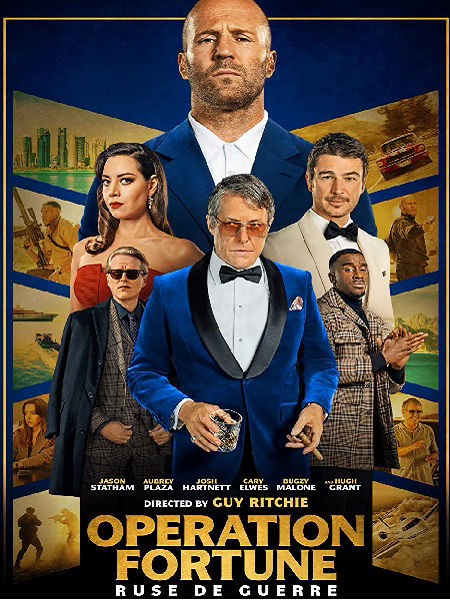 JASON STATHAM AUBREY PLAZA JOSH HARTNETT CARY ELWES BUGZY MALONE AND HUGH GRANT
DIRECTED BY GUY RITCHIE
OPERATION
FORTUNE
RUSE DE GUERRE